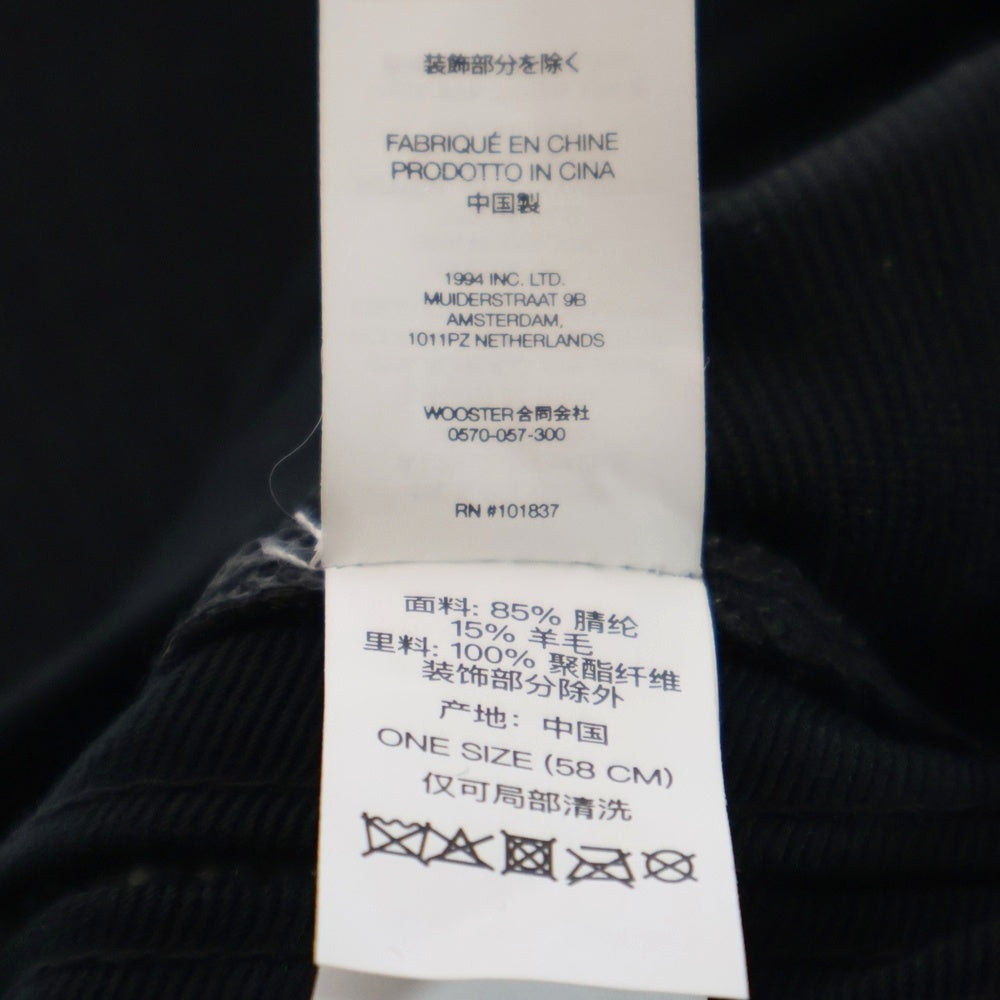 装飾部分を除く
FABRIQUÉ EN CHINE
PRODOTTO IN CINA
中国製
1994 INC. LTD.
MUIDERSTRAAT 9B
AMSTERDAM,
1011PZ NETHERLANDS
WOOSTER合同会社
0570-057-300
RN #101837
面料: 85% 腈纶
15% 羊毛
里料: 100% 聚酯纤维
装饰部分除外
产地: 中国
ONE SIZE (58 CM)
仅可局部清洗